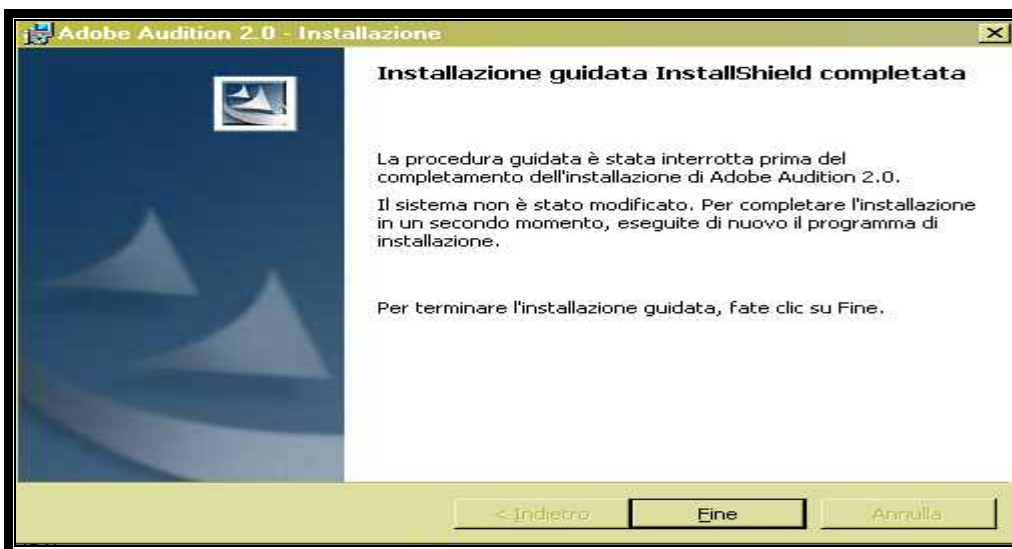 Adobe Audition 2.0 - Installazione
Installazione guidata InstallShield completata
La procedura guidata è stata interrotta prima del
completamento dell'installazione di Adobe Audition 2.0.
Il sistema non è stato modificato. Per completare l'installazione
in un secondo momento, eseguite di nuovo il programma di
installazione.
Per terminare l'installazione guidata, fate clic su Fine.
< Indietro
Fine
Annulla